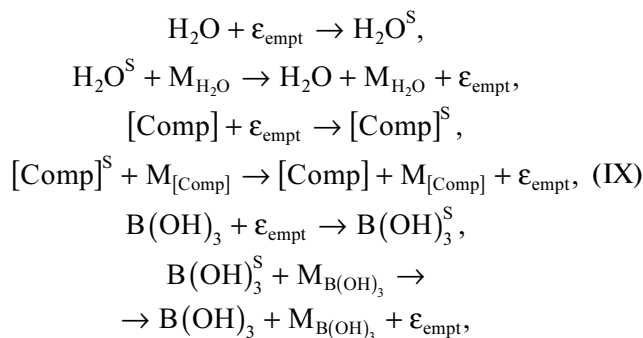 H₂O + ε_empt → H₂O^S,
H₂O^S + M_H₂O → H₂O + M_H₂O + ε_empt,
[Comp] + ε_empt → [Comp]^S,
[Comp]^S + M_[Comp] → [Comp] + M_[Comp] + ε_empt, (IX)
B(OH)₃ + ε_empt → B(OH)₃^S,
B(OH)₃^S + M_B(OH)₃ →
→ B(OH)₃ + M_B(OH)₃ + ε_empt,